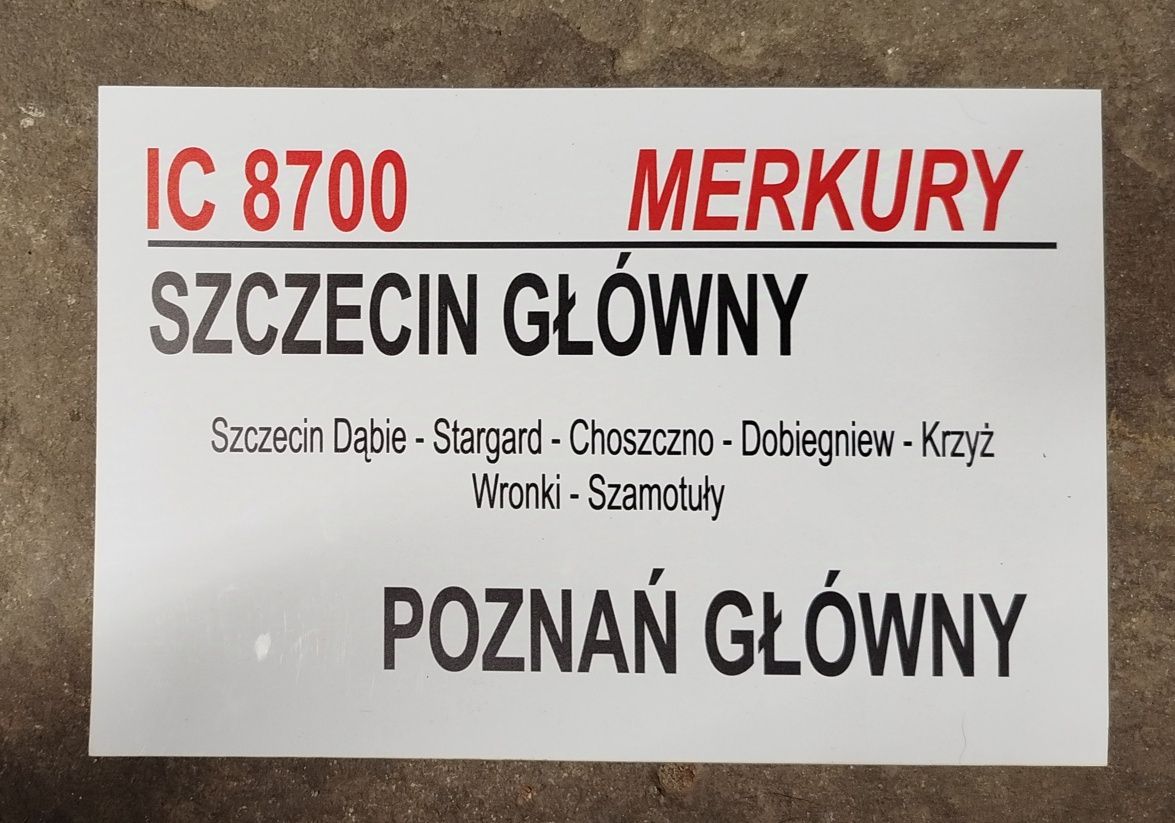 IC 8700 MERKURY
SZCZECIN GŁÓWNY
Szczecin Dąbie - Stargard - Choszczno - Dobiegniew - Krzyż
Wronki - Szamotuły
POZNAŃ GŁÓWNY